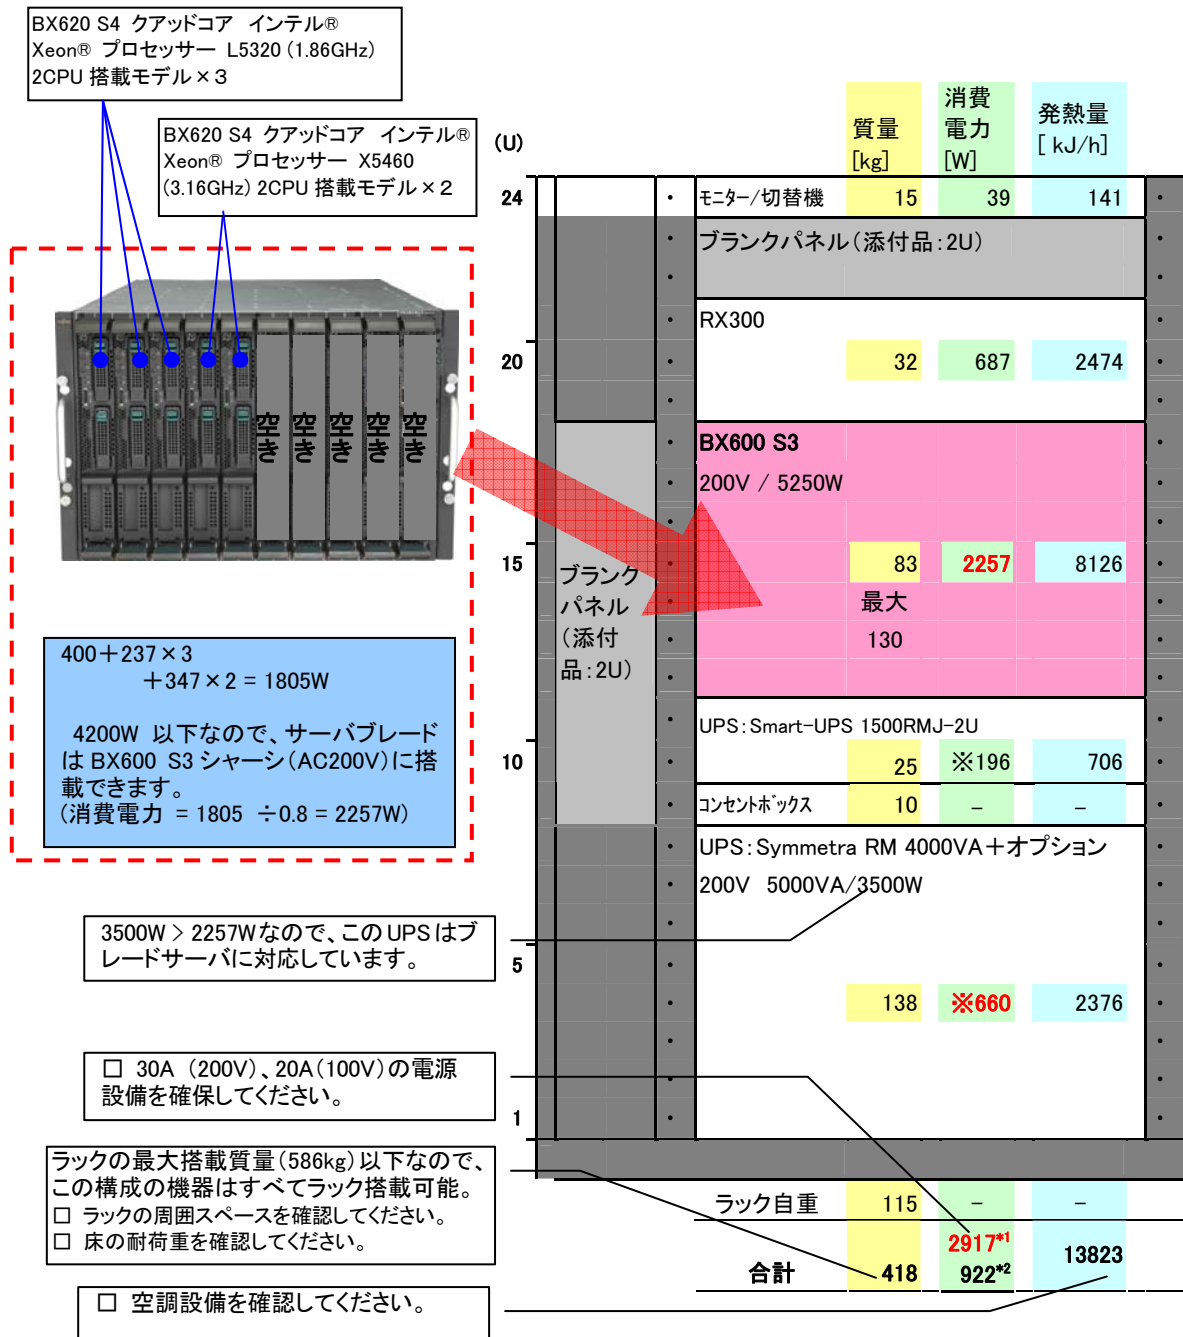 BX620 S4 クアッドコア インテル®
Xeon® プロセッサー L5320 (1.86GHz)
2CPU 搭載モデル×3
BX620 S4 クアッドコア インテル®
Xeon® プロセッサー X5460
(3.16GHz) 2CPU 搭載モデル×2
空き 空き 空き 空き 空き
400+237×3
+347×2 = 1805W
4200W 以下なので、サーバブレード
は BX600 S3 シャーシ(AC200V)に搭
載できます。
(消費電力 = 1805 ÷0.8 = 2257W)
3500W > 2257Wなので、このUPSはブ
レードサーバに対応しています。
□ 30A (200V)、20A(100V)の電源
設備を確保してください。
ラックの最大搭載質量(586kg)以下なので、
この構成の機器はすべてラック搭載可能。
□ ラックの周囲スペースを確認してください。
□ 床の耐荷重を確認してください。
□ 空調設備を確認してください。
(U)
質量
[kg]
消費
電力
[W]
発熱量
[ kJ/h]
24 モニター/切替機 15 39 141
ブランクパネル(添付品:2U)
RX300
20 32 687 2474
BX600 S3
200V / 5250W
15 83 2257 8126
最大
130
ブランク
パネル
(添付
品:2U)
UPS:Smart-UPS 1500RMJ-2U
10 25 ※196 706
コンセントボックス 10 - -
UPS:Symmetra RM 4000VA+オプション
200V 5000VA/3500W
5
138 ※660 2376
1
ラック自重 115 - -
合計 418 2917*1 13823
922*2